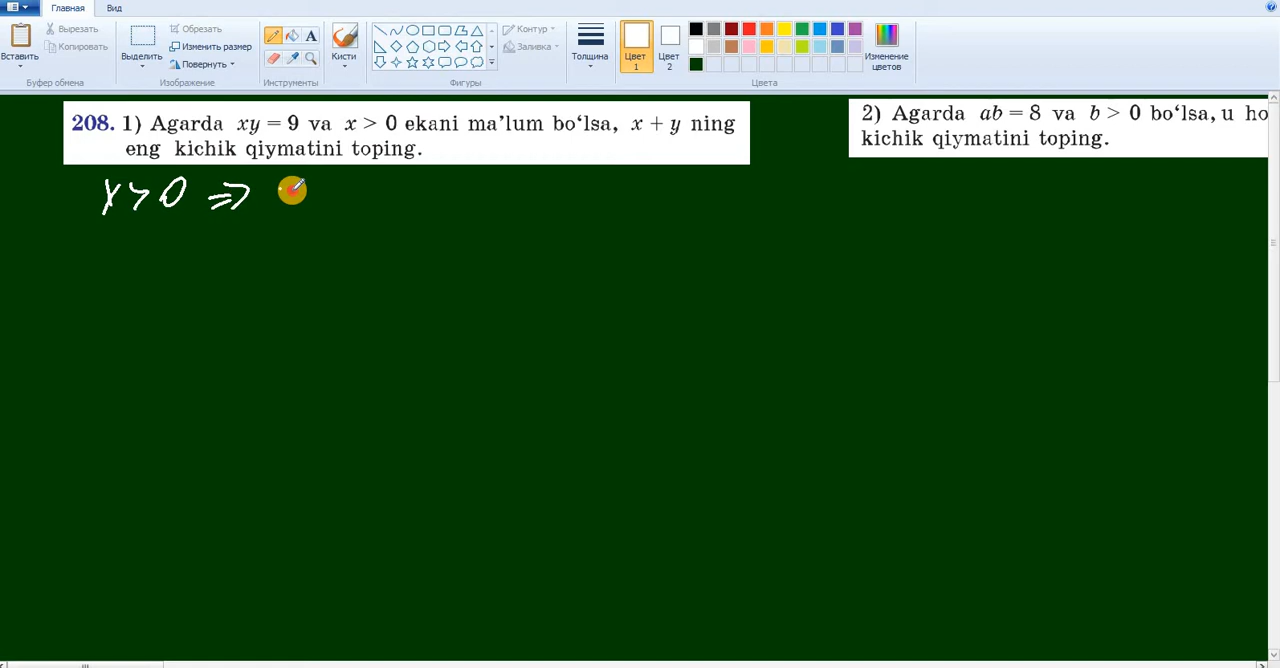 Главная Вид
Вставить
Вырезать
Копировать
Буфер обмена
Выделить
Обрезать
Изменить размер
Повернуть
Изображение
A
Инструменты
Кисти
Контур
Заливка
Фигуры
Толщина
Цвет 1
Цвет 2
Изменение цветов
Цвета
208. 1) Agarda xy = 9 va x > 0 ekani ma’lum bo‘lsa, x + y ning
eng kichik qiymatini toping.
2) Agarda ab = 8 va b > 0 bo‘lsa, u ho
kichik qiymatini toping.
x > 0 ⇒